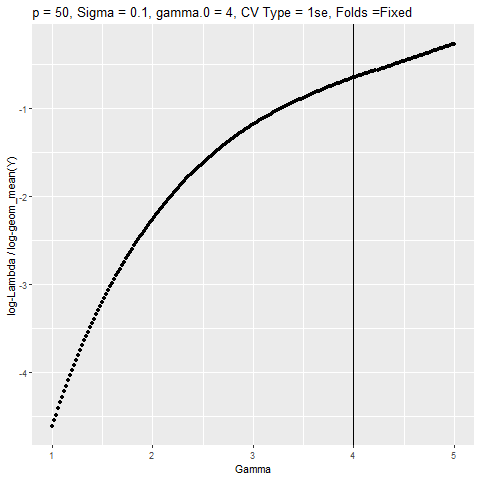 p = 50, Sigma = 0.1, gamma.0 = 4, CV Type = 1se, Folds =Fixed
log-Lambda / log-geom_mean(Y)
-1
-2
-3
-4
1 2 3 4 5
Gamma